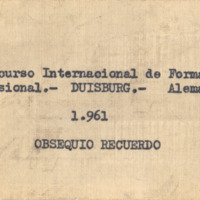 curso Internacional de Forma
sional.- DUISBURG.- Alema
1.961
OBSEQUIO RECUERDO